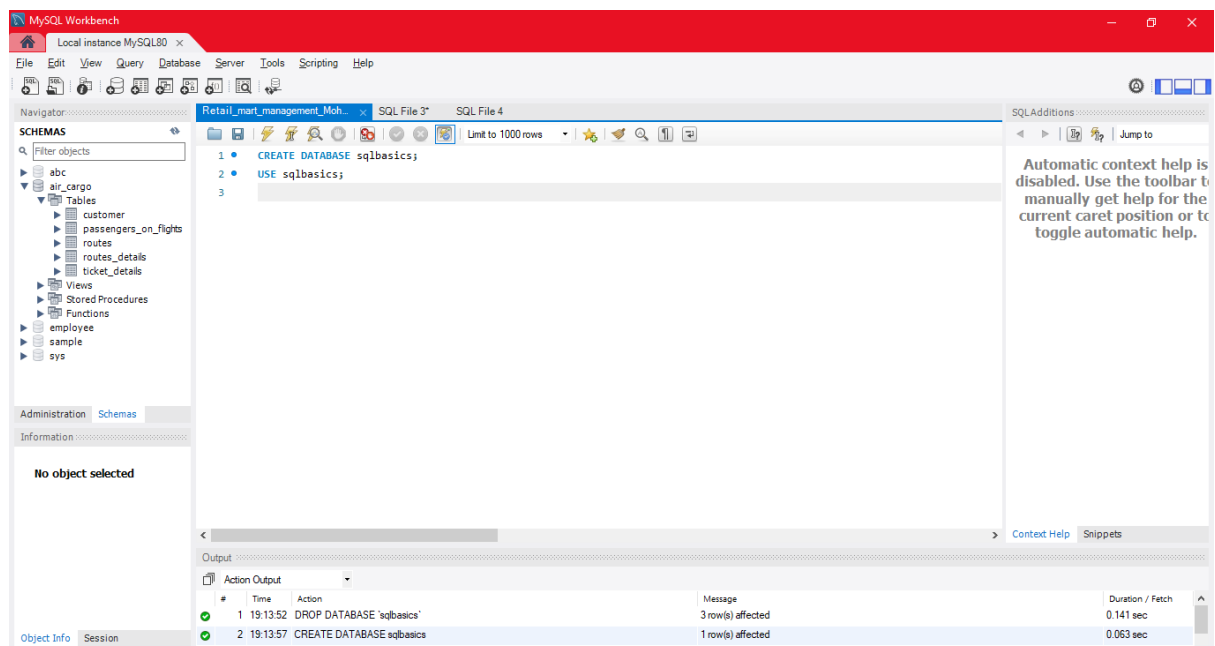 MySQL Workbench
Local instance MySQL80
File Edit View Query Database Server Tools Scripting Help
Navigator
SCHEMAS
Filter objects
abc
air_cargo
Tables
customer
passengers_on_flights
routes
routes_details
ticket_details
Views
Stored Procedures
Functions
employee
sample
sys
Administration Schemas
Information
No object selected
Object Info Session
Retail_mart_management_Moh... SQL File 3* SQL File 4
Limit to 1000 rows
1 CREATE DATABASE sqlbasics;
2 USE sqlbasics;
3
Output
Action Output
# Time Action Message Duration / Fetch
1 19:13:52 DROP DATABASE `sqlbasics` 3 row(s) affected 0.141 sec
2 19:13:57 CREATE DATABASE sqlbasics 1 row(s) affected 0.063 sec
SQLAdditions
Jump to
Automatic context help is
disabled. Use the toolbar to
manually get help for the
current caret position or to
toggle automatic help.
Context Help Snippets